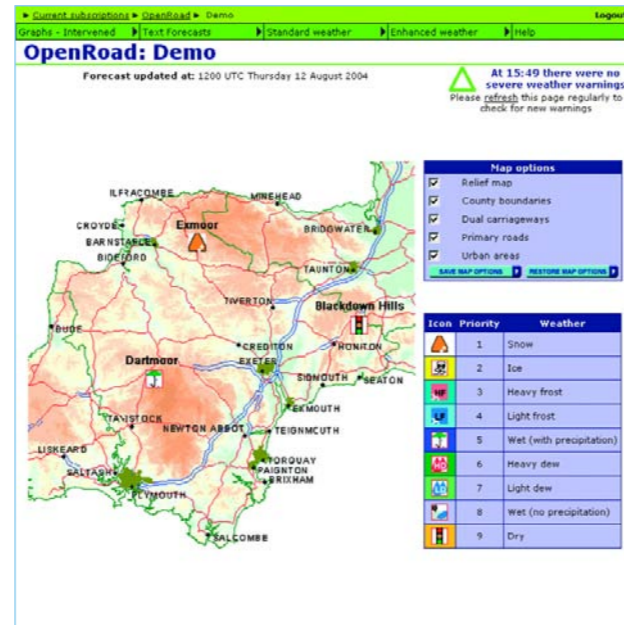 Current subscriptions ▸ OpenRoad ▸ Demo
Logout
Graphs - Intervened
Text Forecasts
Standard weather
Enhanced weather
Help
OpenRoad: Demo
Forecast updated at: 1200 UTC Thursday 12 August 2004
At 15:49 there were no
severe weather warnings
Please refresh this page regularly to
check for new warnings
Map options
Relief map
County boundaries
Dual carriageways
Primary roads
Urban areas
SAVE MAP OPTIONS
RESTORE MAP OPTIONS
ILFRACOMBE
MINEHEAD
CROYDE
Exmoor
BRIDGWATER
BARNSTAPLE
BIDEFORD
TAUNTON
TIVERTON
Blackdown Hills
BUDE
CREDITON
HONITON
Dartmoor
EXETER
SIDMOUTH
SEATON
EXMOUTH
TAVISTOCK
NEWTON ABBOT
TEIGNMOUTH
LISKEARD
TORQUAY
SALTASH
PAIGNTON
BRIXHAM
PLYMOUTH
SALCOMBE
Icon Priority Weather
1 Snow
2 Ice
HF 3 Heavy frost
LF 4 Light frost
5 Wet (with precipitation)
HD 6 Heavy dew
7 Light dew
8 Wet (no precipitation)
9 Dry